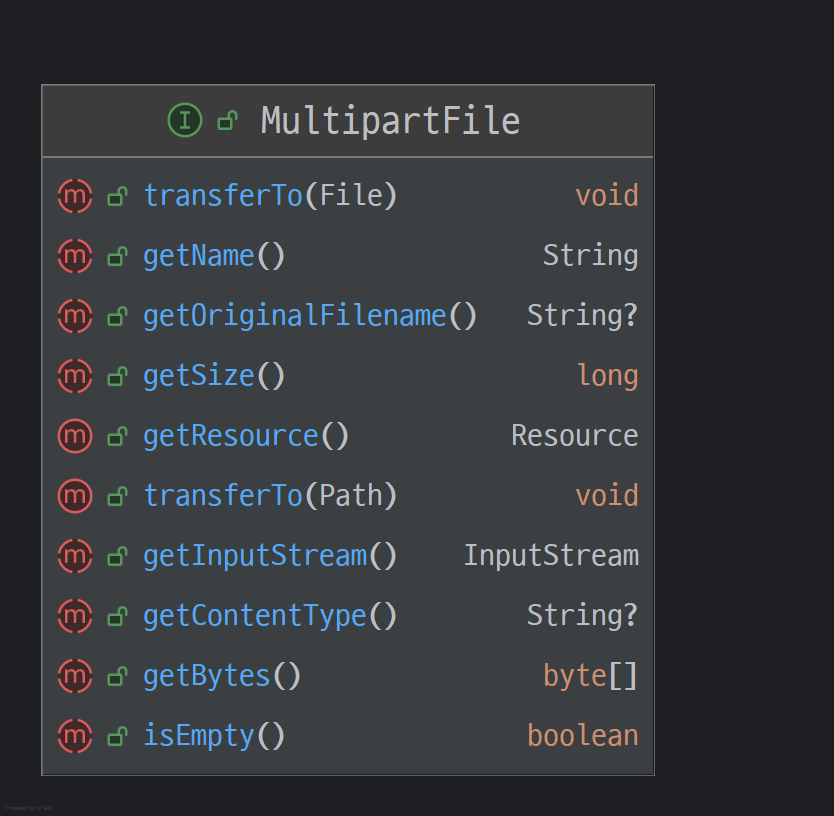 I MultipartFile
m transferTo(File) void
m getName() String
m getOriginalFilename() String?
m getSize() long
m getResource() Resource
m transferTo(Path) void
m getInputStream() InputStream
m getContentType() String?
m getBytes() byte[]
m isEmpty() boolean
Powered by yFiles